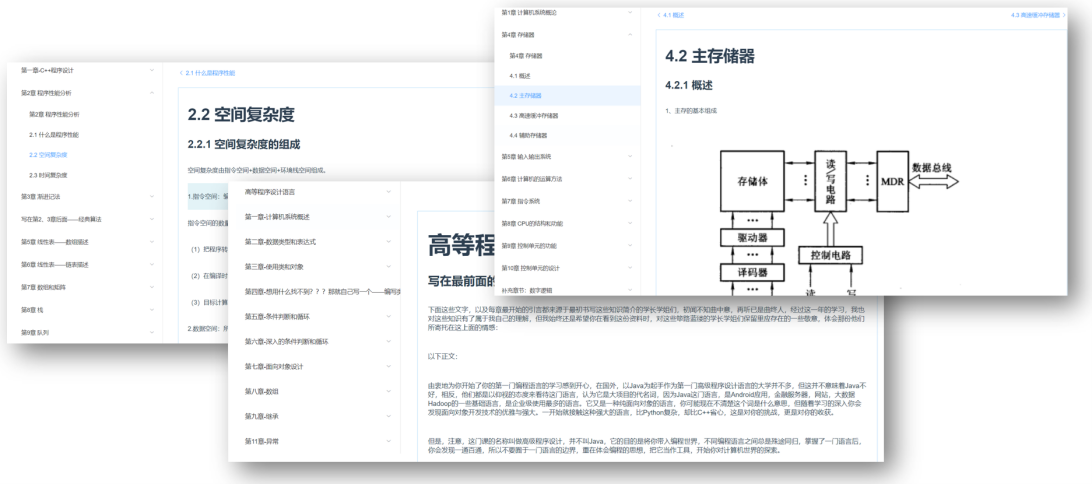 第一章-C++程序设计
第2章 程序性能分析
第2章 程序性能分析
2.1 什么是程序性能
2.2 空间复杂度
2.3 时间复杂度
第3章 渐进记法
写在第2、3章后面——经典算法
第5章 线性表——数组描述
第6章 线性表——链表描述
第7章 数组和矩阵
第8章 栈
第9章 队列
2.1 什么是程序性能
2.2 空间复杂度
2.2.1 空间复杂度的组成
空间复杂度由指令空间+数据空间+环境栈空间组成。
1.指令空间:
指令空间的数量
(1) 把程序转
(2) 在编译时
(3) 目标计算
2.数据空间:所
第1章 计算机系统概论
第4章 存储器
第4章 存储器
4.1 概述
4.2 主存储器
4.3 高速缓冲存储器
4.4 辅助存储器
第5章 输入输出系统
第6章 计算机的运算方法
第7章 指令系统
第8章 CPU的结构和功能
第9章 控制单元的功能
第10章 控制单元的设计
补充章节:数字逻辑
4.1 概述
4.3 高速缓冲存储器
4.2 主存储器
4.2.1 概述
1、主存的基本组成
存储体
读/写电路
MDR
数据总线
驱动器
译码器
控制电路
读
写
高等程序设计语言
第一章-计算机系统概述
第二章-数据类型和表达式
第三章-使用类和对象
第四章-想用什么找不到？？？那就自己写一个——编写类
第五章-条件判断和循环
第六章-深入的条件判断和循环
第七章-面向对象设计
第八章-数组
第九章-继承
第11章-异常
高等程
写在最前面的
下面这些文字，以及每章最开始的引言都来源于最初书写这些知识简介的学长学姐们，初闻不知曲中意，再听已是曲终人，经过这一年的学习，我也
对这些知识有了属于我自己的理解，但我始终还是希望你在看到这份资料时，对这些筚路蓝缕的学长学姐们保留里应存在的一些敬意，体会那份他们
所寄托在这上面的情感：
以下正文：
由衷地为你开始了你的第一门编程语言的学习感到开心，在国外，以Java为起手作为第一门高级程序设计语言的大学并不多，但这并不意味着Java不
好，相反，他们都是以仰视的态度来看待这门语言，认为它是大项目的代名词，因为Java这门语言，是Android应用，金融服务器，网站，大数据
Hadoop的一些基础语言，是企业级使用最多的语言。它又是一种纯面向对象的语言，你可能现在不清楚这个词是什么意思，但随着学习的深入你会
发现面向对象开发技术的优雅与强大。一开始就接触这种强大的语言，比Python复杂，却比C++省心，这是对你的挑战，更是对你的收获。
但是，注意，这门课的名称叫做高级程序设计，并不叫Java，它的目的是将你带入编程世界，不同编程语言之间总是殊途同归，掌握了一门语言后，
你会发现一通百通，所以不要囿于一门语言的边界，重在体会编程的思想，把它当作工具，开始你对计算机世界的探索。